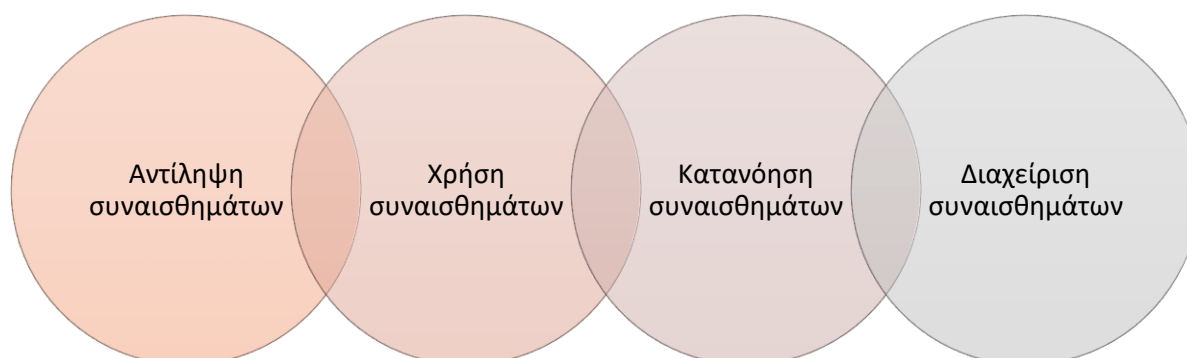 Αντίληψη
συναισθημάτων
Χρήση
συναισθημάτων
Κατανόηση
συναισθημάτων
Διαχείριση
συναισθημάτων